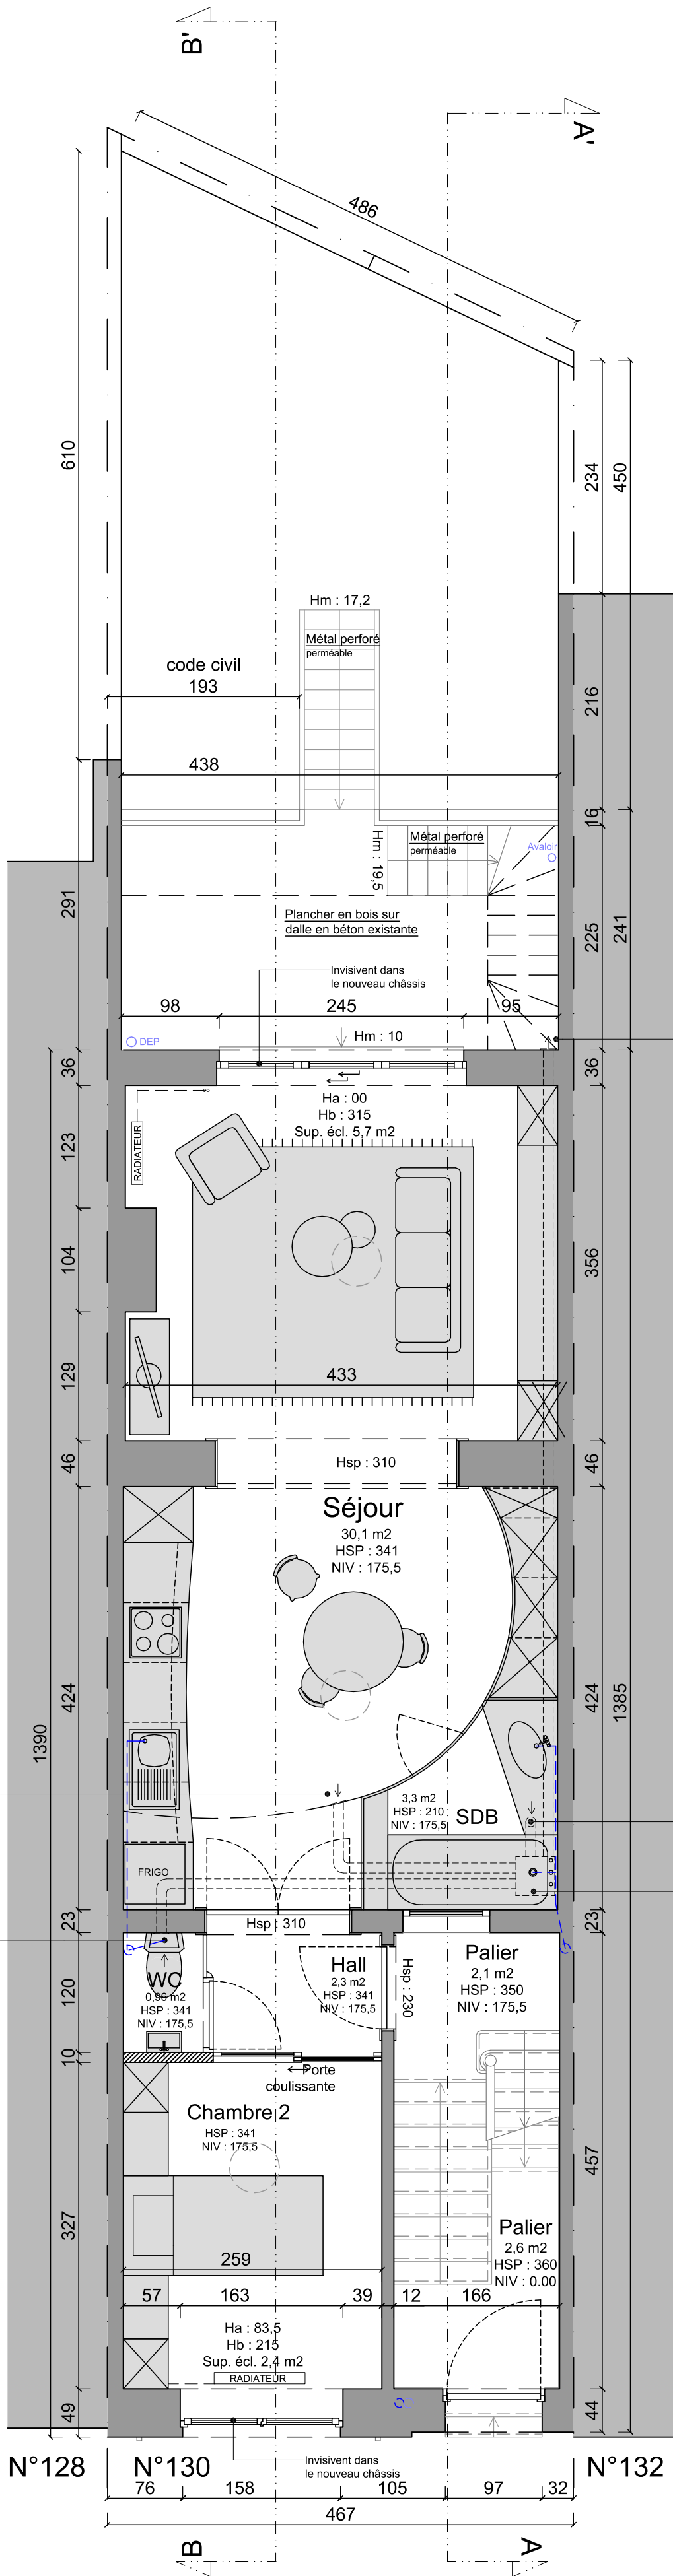 B'
A'
486
610
234
450
Hm : 17,2
Métal perforé
perméable
code civil
193
216
438
16
Métal perforé
perméable
Hm : 19,5
Avaloir
291
Plancher en bois sur
dalle en béton existante
225
241
Invisivent dans
le nouveau châssis
98
245
95
DEP
Hm : 10
36
36
Ha : 00
Hb : 315
Sup. écl. 5,7 m2
RADIATEUR
123
104
356
129
433
46
Hsp : 310
46
Séjour
30,1 m2
HSP : 341
NIV : 175,5
424
424
1390
1385
3,3 m2
HSP : 210
NIV : 175,5
SDB
FRIGO
23
Hsp : 310
23
WC
0,96 m2
HSP : 341
NIV : 175,5
Hall
2,3 m2
HSP : 341
NIV : 175,5
Hsp : 230
Palier
2,1 m2
HSP : 350
NIV : 175,5
120
10
Porte
coulissante
Chambre 2
HSP : 341
NIV : 175,5
457
327
Palier
2,6 m2
HSP : 360
NIV : 0.00
259
57
163
39
12
166
Ha : 83,5
Hb : 215
Sup. écl. 2,4 m2
RADIATEUR
49
44
Invisivent dans
le nouveau châssis
N°128
N°130
N°132
76
158
105
97
32
467
B
A